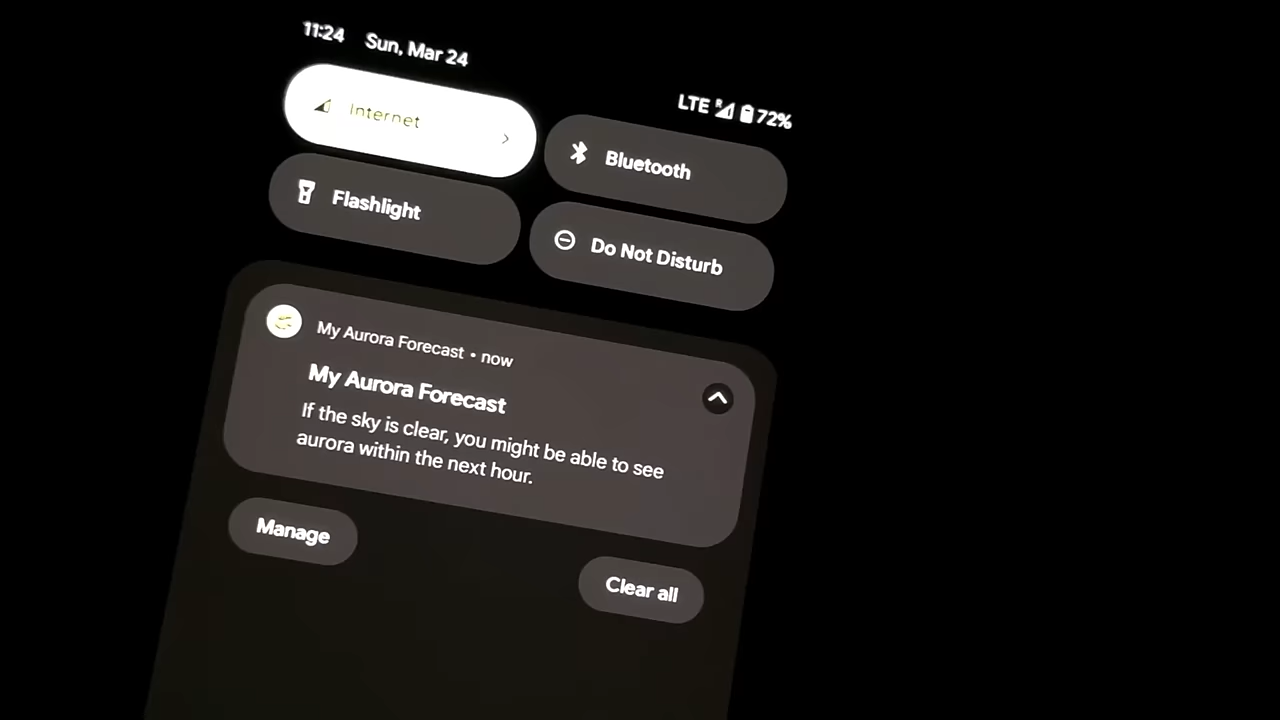 11:24 Sun, Mar 24
LTE R 72%
Internet
Bluetooth
Flashlight
Do Not Disturb
My Aurora Forecast • now
My Aurora Forecast
If the sky is clear, you might be able to see
aurora within the next hour.
Manage
Clear all